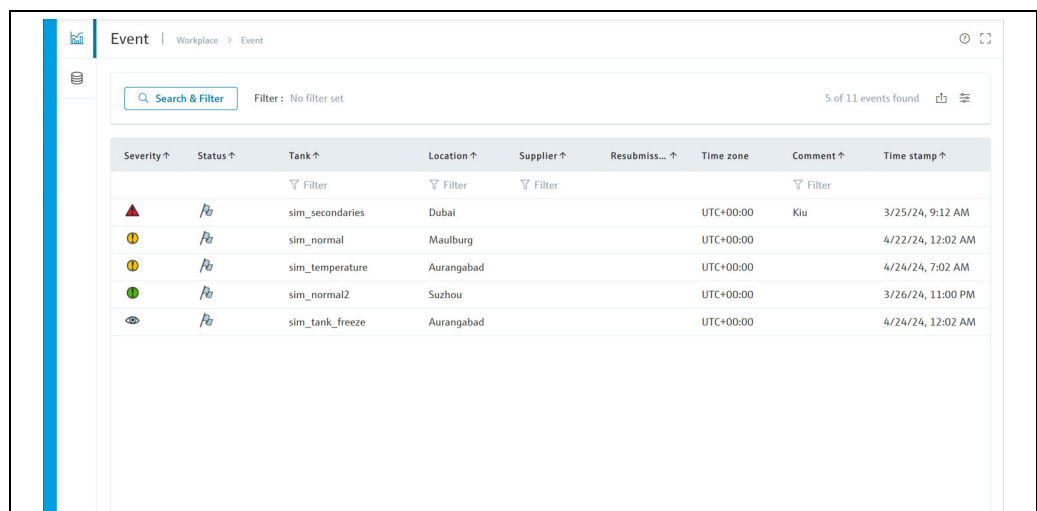 Event | Workplace > Event
Search & Filter Filter : No filter set 5 of 11 events found
Severity ↑ Status ↑ Tank ↑ Location ↑ Supplier ↑ Resubmiss... ↑ Time zone Comment ↑ Time stamp ↑
Filter Filter Filter Filter
sim_secondaries Dubai UTC+00:00 Kiu 3/25/24, 9:12 AM
sim_normal Maulburg UTC+00:00 4/22/24, 12:02 AM
sim_temperature Aurangabad UTC+00:00 4/24/24, 7:02 AM
sim_normal2 Suzhou UTC+00:00 3/26/24, 11:00 PM
sim_tank_freeze Aurangabad UTC+00:00 4/24/24, 12:02 AM